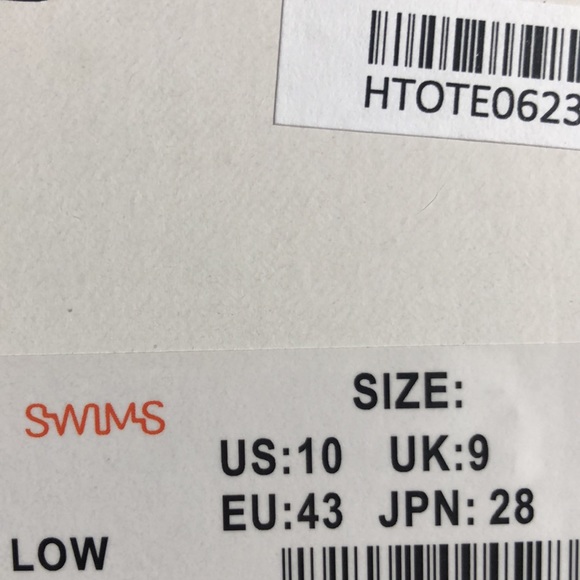 HTOTE0623
SWIMS
SIZE:
US:10 UK:9
EU:43 JPN: 28
LOW